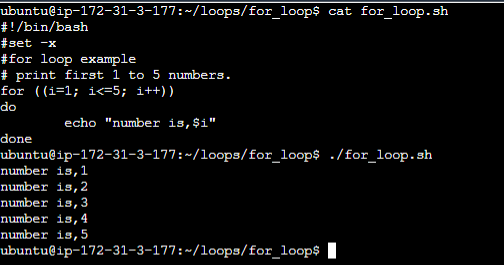 ubuntu@ip-172-31-3-177:~/loops/for_loop$ cat for_loop.sh
#!/bin/bash
#set -x
#for loop example
# print first 1 to 5 numbers.
for ((i=1; i<=5; i++))
do
        echo "number is,$i"
done
ubuntu@ip-172-31-3-177:~/loops/for_loop$ ./for_loop.sh
number is,1
number is,2
number is,3
number is,4
number is,5
ubuntu@ip-172-31-3-177:~/loops/for_loop$